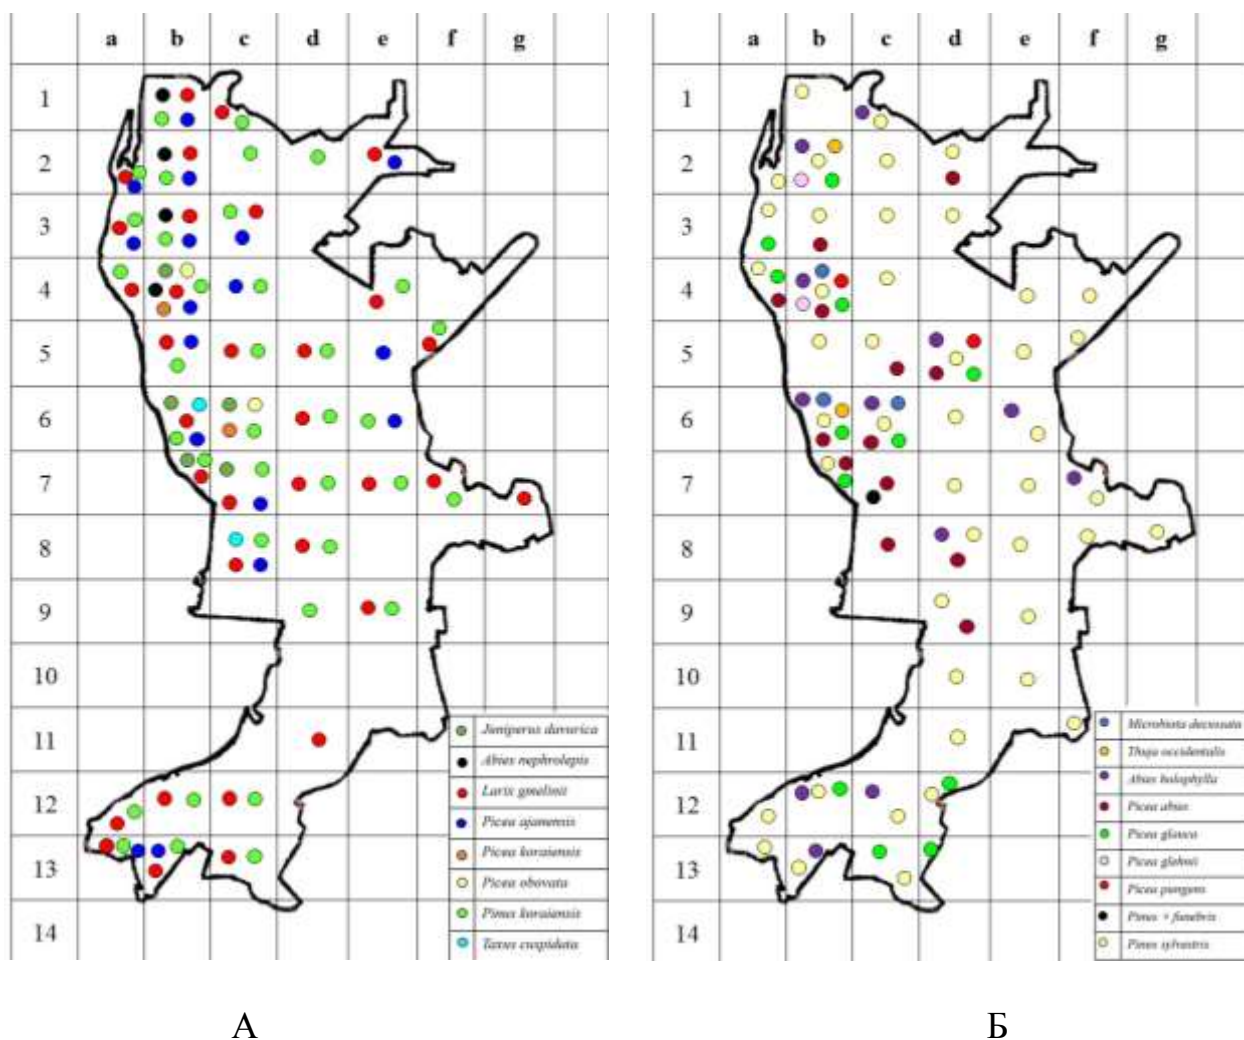 a b c d e f g
1
2
3
4
5
6
7
8
9
10
11
12
13
14
Juniperus davurica
Abies nephrolepis
Larix gmelinii
Picea ajanensis
Picea koraiensis
Picea obovata
Pinus koraiensis
Taxus cuspidata
А
a b c d e f g
1
2
3
4
5
6
7
8
9
10
11
12
13
14
Microbiota decussata
Thuja occidentalis
Abies holophylla
Picea abies
Picea glauca
Picea glehnii
Picea pungens
Pinus × funebris
Pinus sylvestris
Б